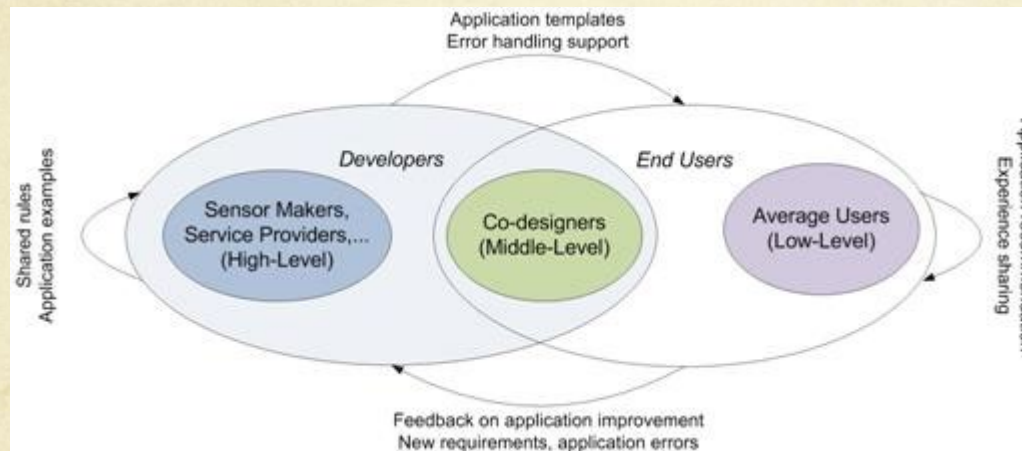 Application templates
Error handling support
Developers
End Users
Shared rules
Application examples
Sensor Makers,
Service Providers,...
(High-Level)
Co-designers
(Middle-Level)
Average Users
(Low-Level)
Experience sharing
Feedback on application improvement
New requirements, application errors